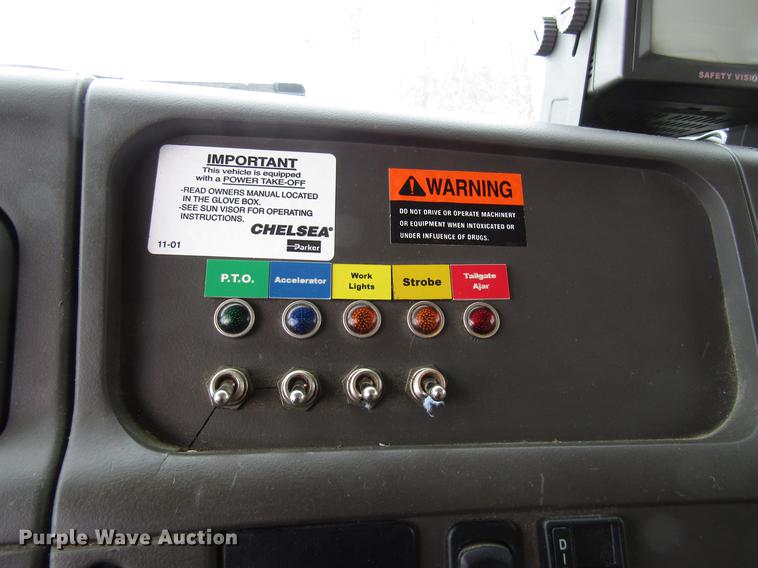 SAFETY VISION
IMPORTANT
This vehicle is equipped
with a POWER TAKE-OFF
-READ OWNERS MANUAL LOCATED
IN THE GLOVE BOX.
-SEE SUN VISOR FOR OPERATING
INSTRUCTIONS.
CHELSEA®
11-01
Parker
WARNING
DO NOT DRIVE OR OPERATE MACHINERY
OR EQUIPMENT WHEN INTOXICATED OR
UNDER INFLUENCE OF DRUGS.
P.T.O.
Accelerator
Work
Lights
Strobe
Tailgate
Ajar
DI
Purple Wave Auction